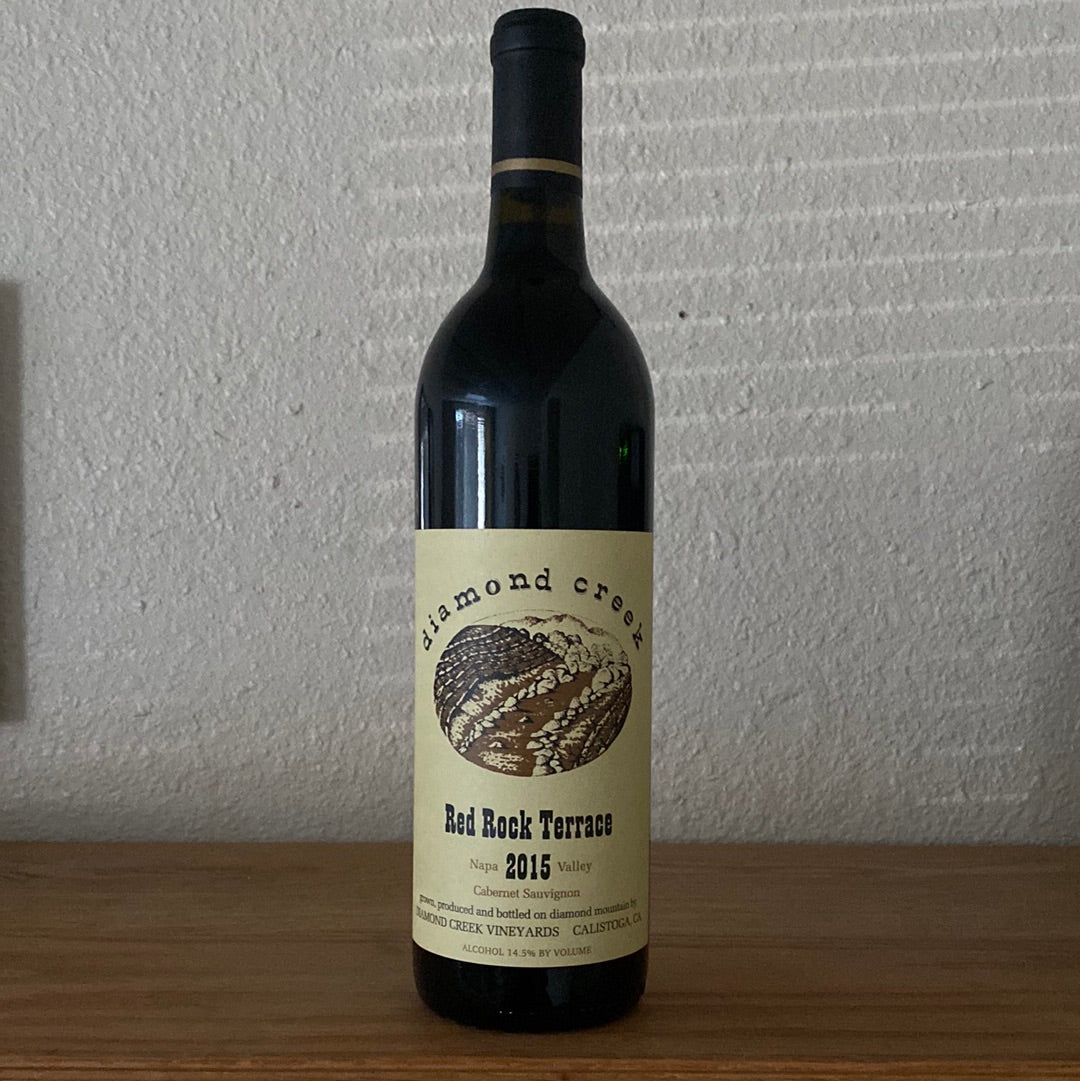 diamond creek
Red Rock Terrace
Napa 2015 Valley
Cabernet Sauvignon
grown, produced and bottled on diamond mountain by
DIAMOND CREEK VINEYARDS CALISTOGA, CA
ALCOHOL 14.5% BY VOLUME